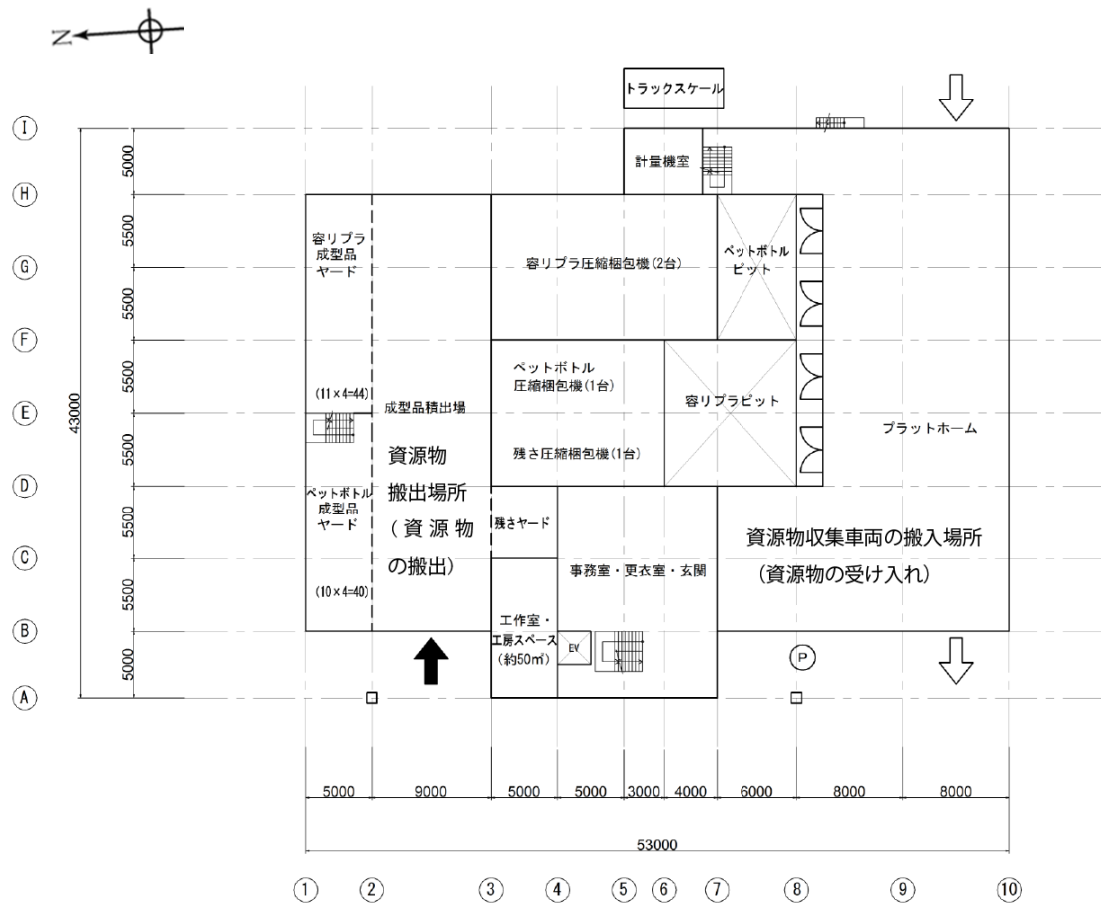 N
トラックスケール
I
計量機室
5000
H
容リプラ
成型品
ヤード
5500
G
容リプラ圧縮梱包機(2台)
ペットボトル
ピット
5500
F
ペットボトル
圧縮梱包機(1台)
5500
(11×4=44)
容リプラピット
E
成型品積出場
プラットホーム
43000
資源物
搬出場所
(資源物
の搬出)
残さ圧縮梱包機(1台)
5500
D
ペットボトル
成型品
ヤード
残さヤード
5500
資源物収集車両の搬入場所
(資源物の受け入れ)
C
事務室・更衣室・玄関
5500
(10×4=40)
工作室・
工房スペース
(約50㎡)
EV
B
P
5000
A
5000 9000 5000 5000 3000 4000 6000 8000 8000
53000
1 2 3 4 5 6 7 8 9 10